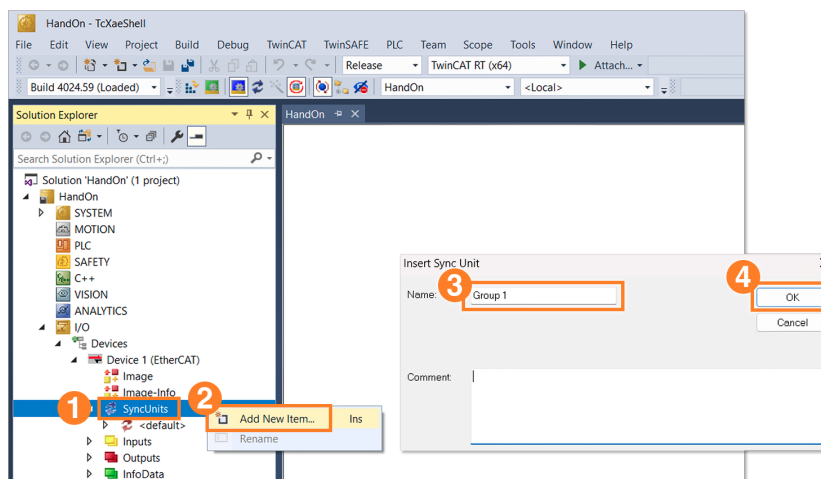 HandOn - TcXaeShell
File Edit View Project Build Debug TwinCAT TwinSAFE PLC Team Scope Tools Window Help
Release TwinCAT RT (x64) Attach...
Build 4024.59 (Loaded) HandOn <Local>
Solution Explorer
HandOn
Search Solution Explorer (Ctrl+;)
Solution 'HandOn' (1 project)
HandOn
SYSTEM
MOTION
PLC
SAFETY
C++
VISION
ANALYTICS
I/O
Devices
Device 1 (EtherCAT)
Image
Image-Info
1 SyncUnits
<default>
Inputs
Outputs
InfoData
2
Add New Item... Ins
Rename
Insert Sync Unit
3
4
Name: Group 1
OK
Cancel
Comment: